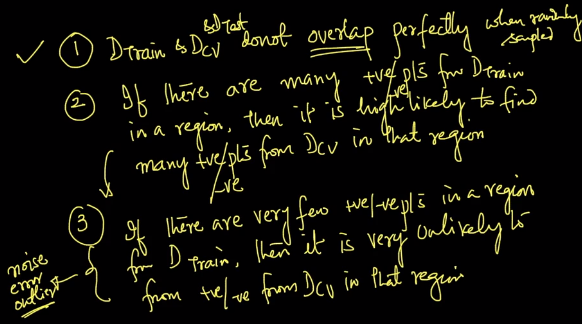 ✓ ① DTrain & DCV & DTest donot overlap perfectly when randomly sampled
② If there are many +ve/-ve pts from DTrain
in a region, then it is highly likely to find
many +ve/-ve pts from DCV in that region
③ If there are very few +ve/-ve pts in a region
from DTrain, then it is very unlikely to
from +ve/-ve from DCV in that region
noise
error
outlier